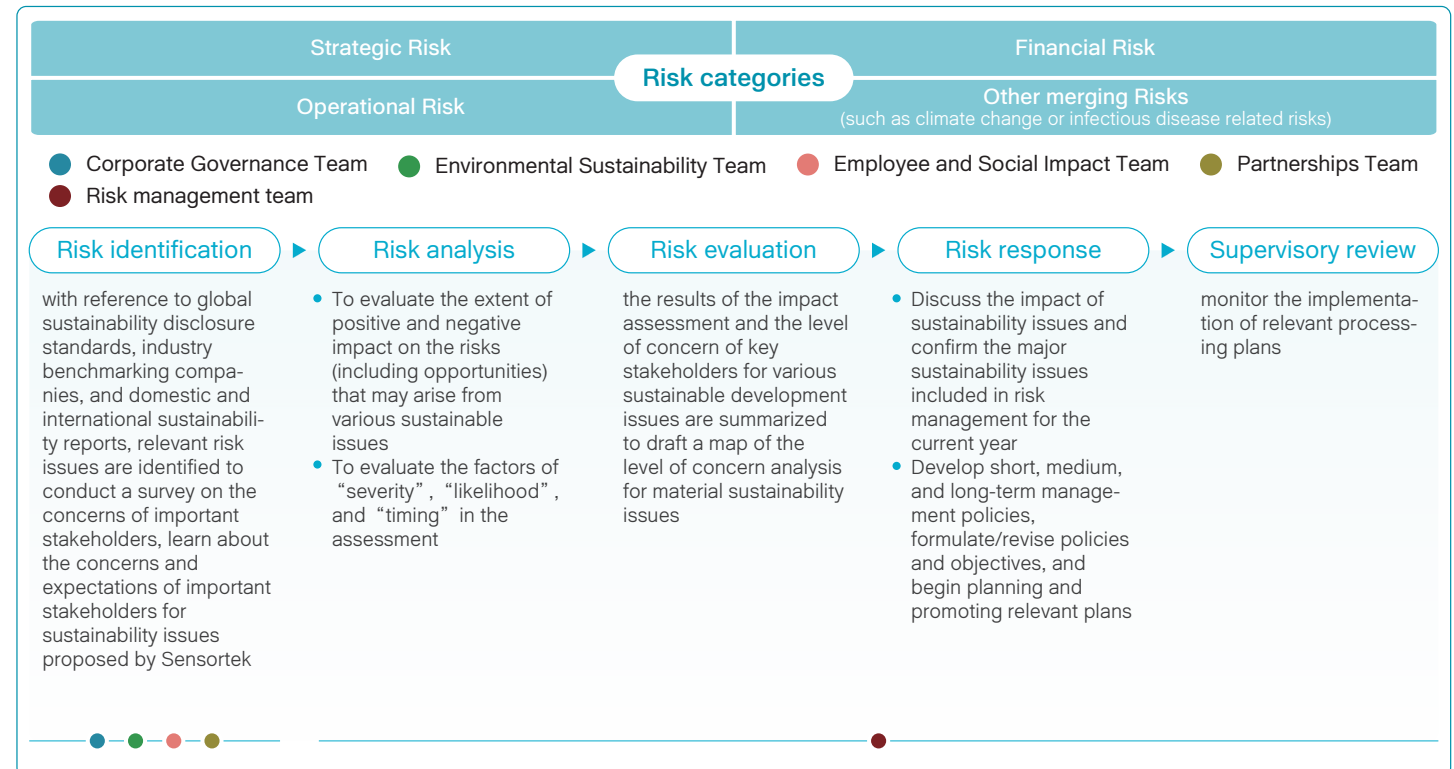 Strategic Risk
Financial Risk
Risk categories
Operational Risk
Other merging Risks
(such as climate change or infectious disease related risks)
Corporate Governance Team
Environmental Sustainability Team
Employee and Social Impact Team
Partnerships Team
Risk management team
Risk identification
with reference to global
sustainability disclosure
standards, industry
benchmarking compa-
nies, and domestic and
international sustainabili-
ty reports, relevant risk
issues are identified to
conduct a survey on the
concerns of important
stakeholders, learn about
the concerns and
expectations of important
stakeholders for
sustainability issues
proposed by Sensortek
Risk analysis
• To evaluate the extent of
positive and negative
impact on the risks
(including opportunities)
that may arise from
various sustainable
issues
• To evaluate the factors of
“severity”, “likelihood”,
and “timing” in the
assessment
Risk evaluation
the results of the impact
assessment and the level
of concern of key
stakeholders for various
sustainable development
issues are summarized
to draft a map of the
level of concern analysis
for material sustainability
issues
Risk response
• Discuss the impact of
sustainability issues and
confirm the major
sustainability issues
included in risk
management for the
current year
• Develop short, medium,
and long-term manage-
ment policies,
formulate/revise policies
and objectives, and
begin planning and
promoting relevant plans
Supervisory review
monitor the implementa-
tion of relevant process-
ing plans